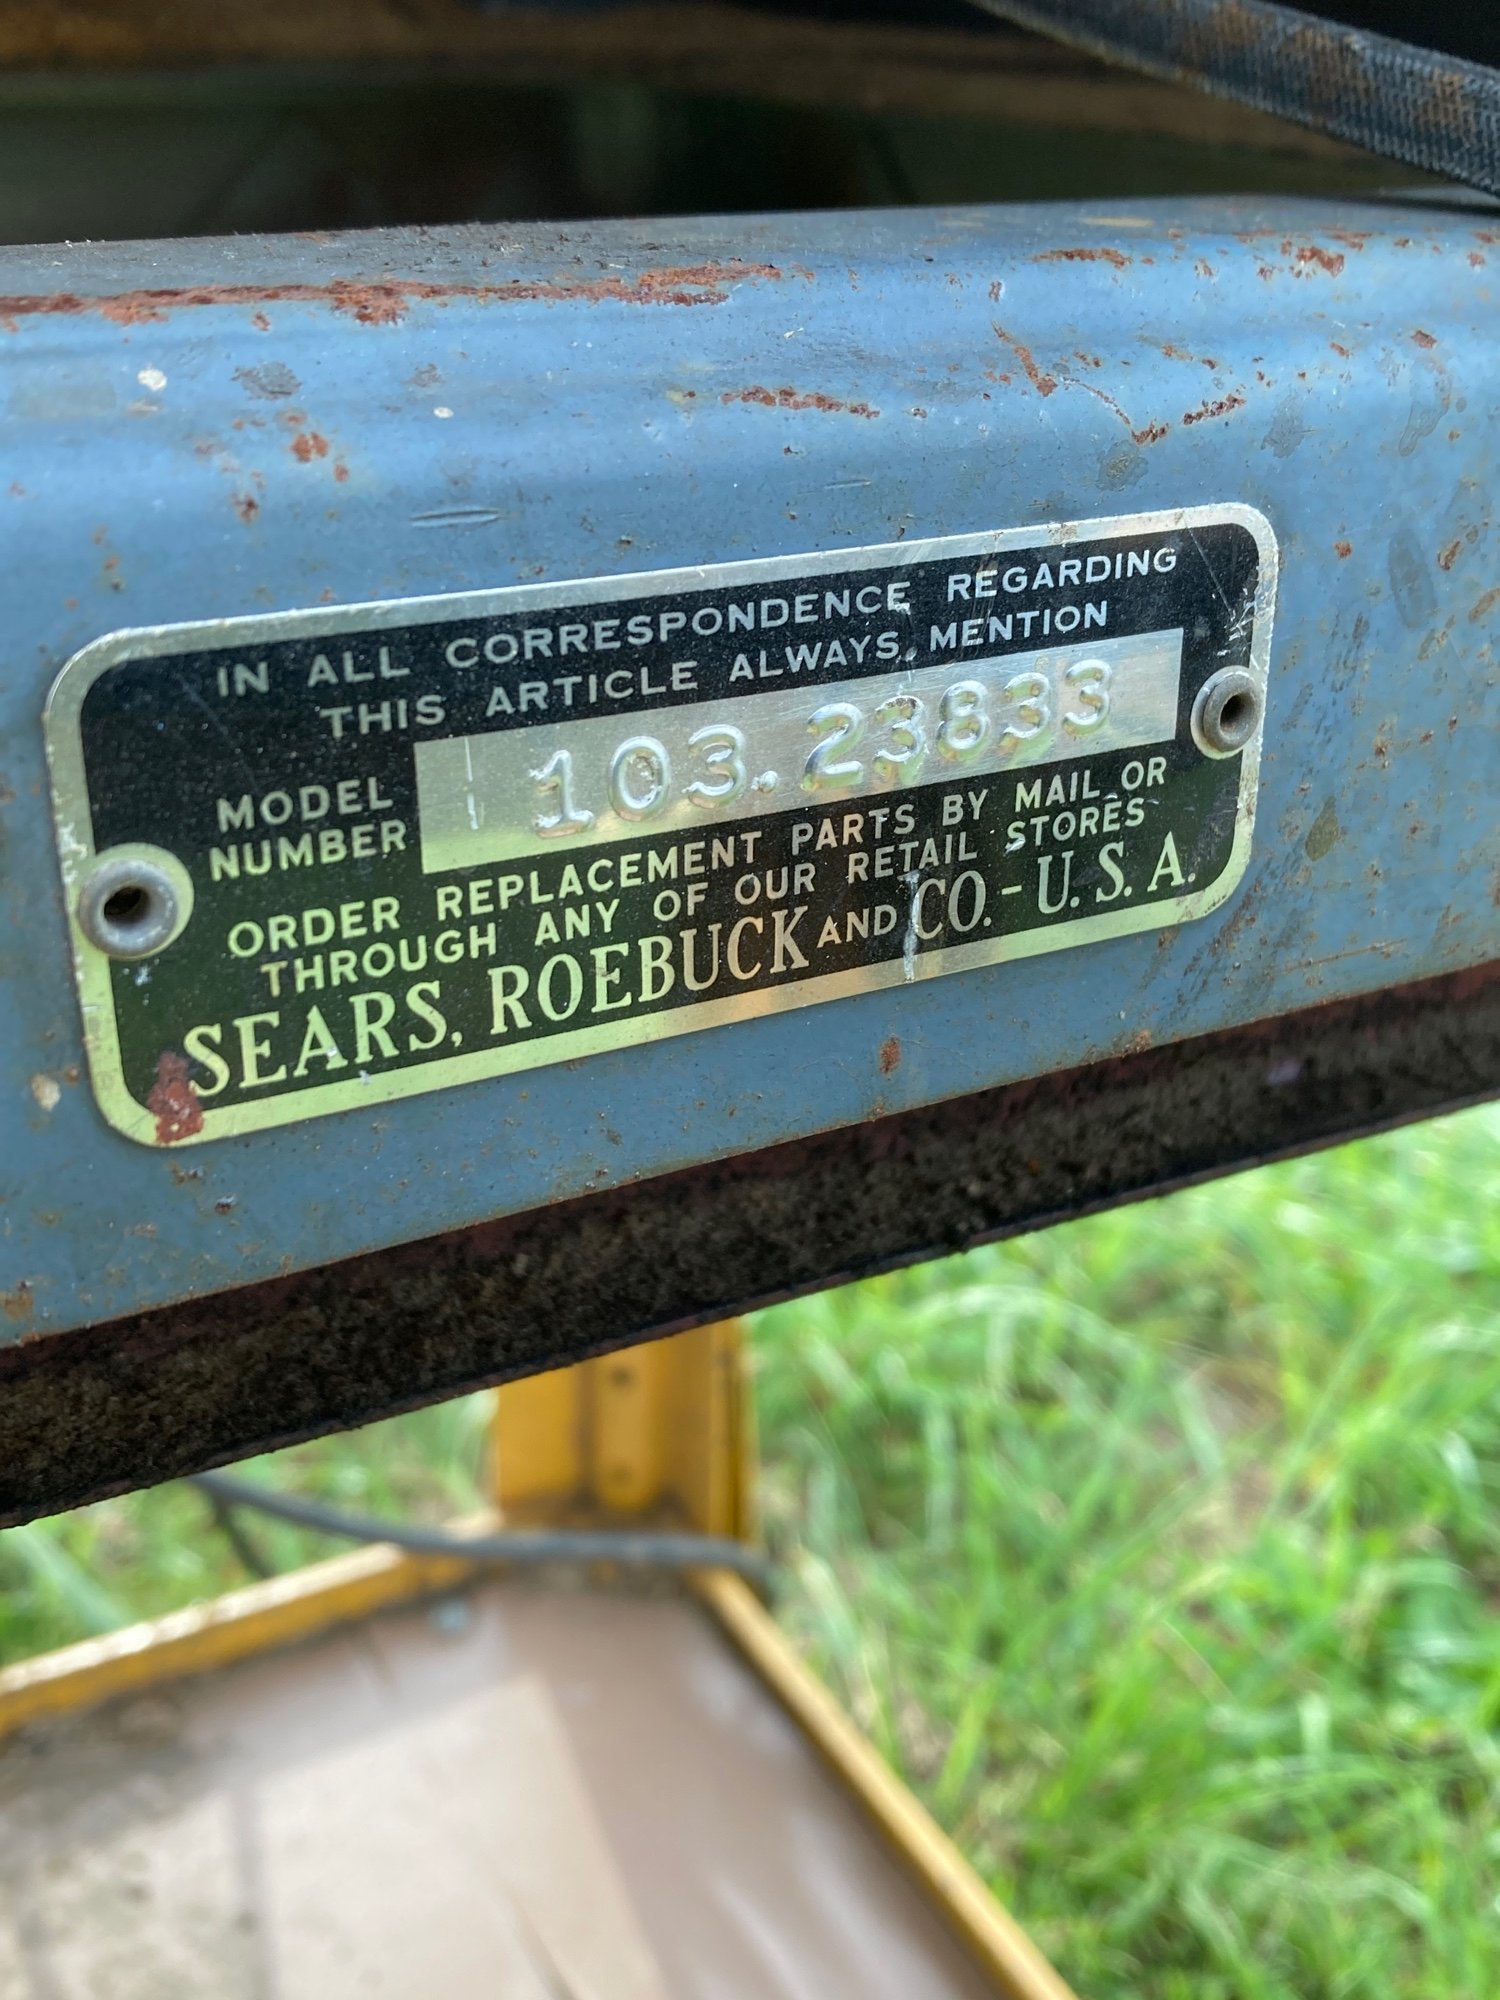 IN ALL CORRESPONDENCE REGARDING
THIS ARTICLE ALWAYS MENTION
MODEL
NUMBER
103.23833
ORDER REPLACEMENT PARTS BY MAIL OR
THROUGH ANY OF OUR RETAIL STORES
SEARS, ROEBUCK AND CO.-U.S.A.